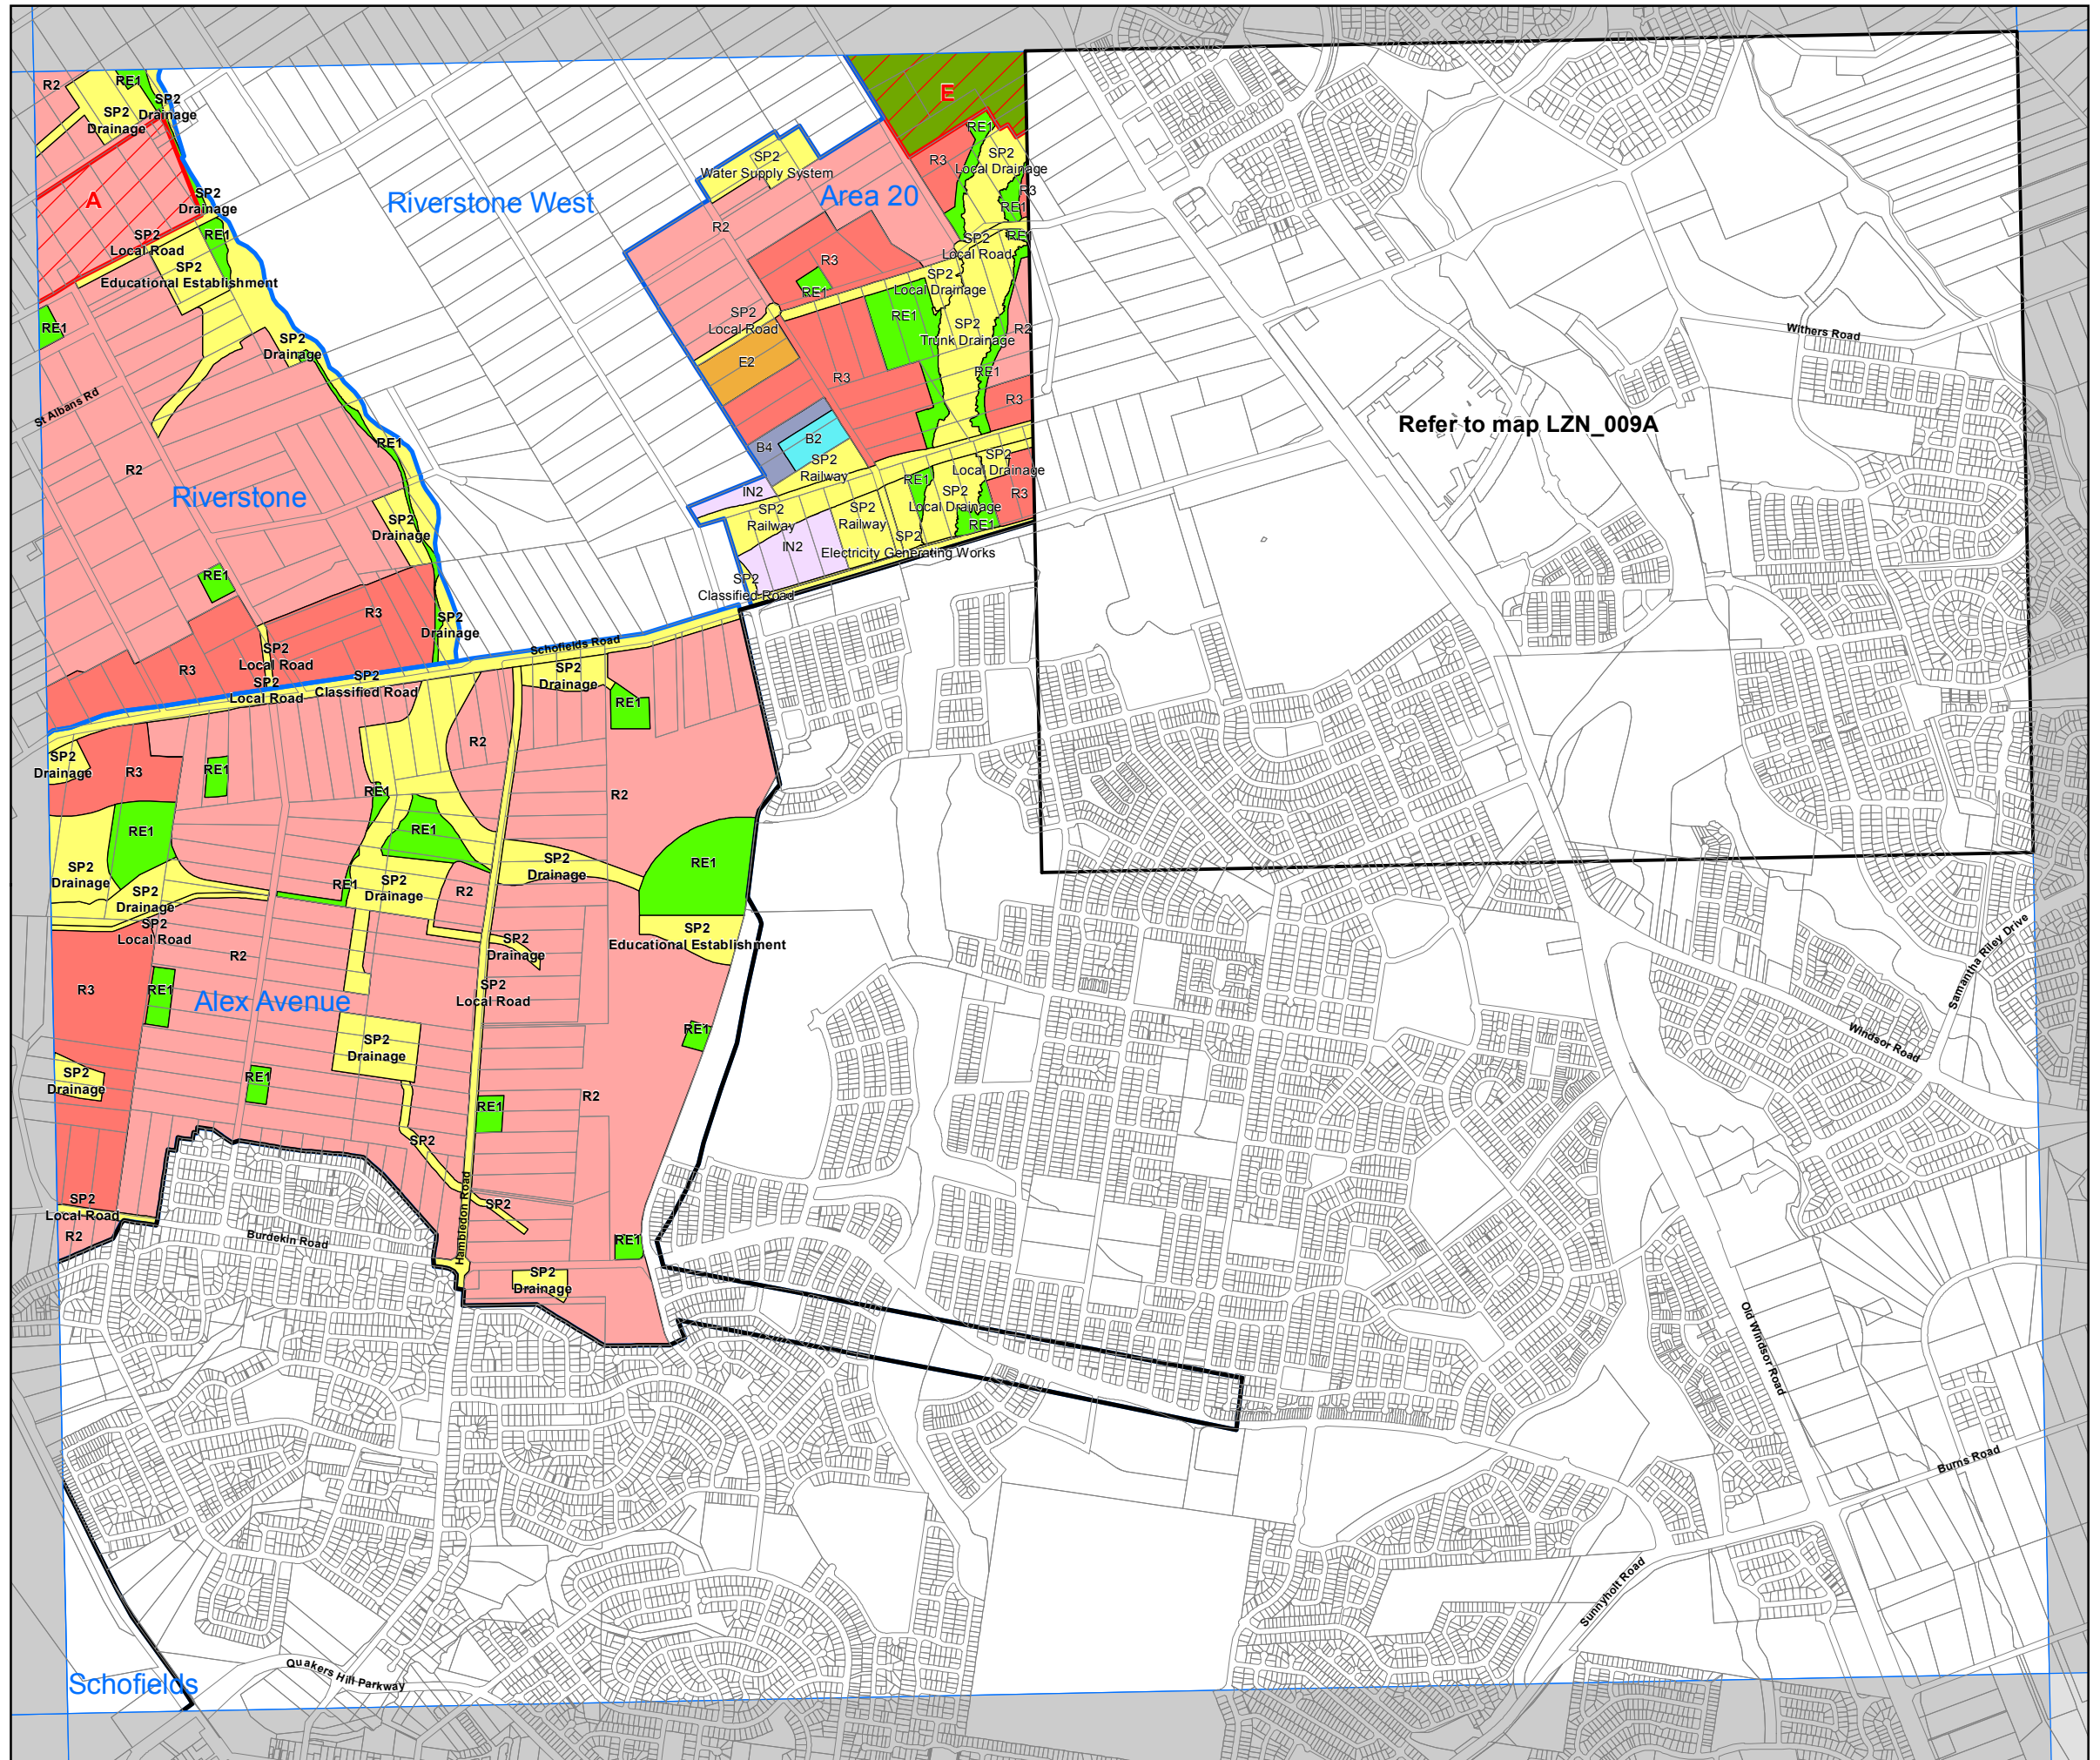 R2
RE1
SP2
Drainage
SP2
Drainage
A
SP2
Drainage
SP2
Local Road
RE1
SP2
Educational Establishment
RE1
SP2
Drainage
St Albans Rd
RE1
R2
Riverstone
SP2
Drainage
RE1
R3
SP2
Drainage
SP2
Local Road
R3
SP2
Local Road
SP2
Classified Road
Schofields Road
Riverstone West
E
RE1
R3
SP2
Local Drainage
R3
RE1
SP2
Water Supply System
Area 20
R2
RE1
SP2
Local Road
R3
RE1
SP2
Local Drainage
SP2
Local Road
RE1
SP2
Trunk Drainage
R2
E2
R3
RE1
R3
B4
B2
SP2
Railway
SP2
Local Drainage
IN2
RE1
SP2
Local Drainage
R3
SP2
Railway
SP2
Railway
RE1
IN2
SP2
Electricity Generating Works
SP2
Classified Road
Refer to map LZN_009A
Withers Road
SP2
Drainage
RE1
SP2
Drainage
R3
RE1
R2
RE1
R2
RE1
RE1
SP2
Drainage
SP2
Drainage
RE1
SP2
Drainage
R2
SP2
Drainage
RE1
SP2
Local Road
R2
SP2
Drainage
SP2
Educational Establishment
R3
RE1
Alex Avenue
SP2
Local Road
RE1
SP2
Drainage
SP2
Drainage
RE1
RE1
R2
SP2
SP2
Local Road
SP2
R2
Burdekin Road
Hambledon Road
RE1
SP2
Drainage
Samantha Riley Drive
Windsor Road
Old Windsor Road
Burns Road
Sunnyholt Road
Quakers Hill Parkway
Schofields